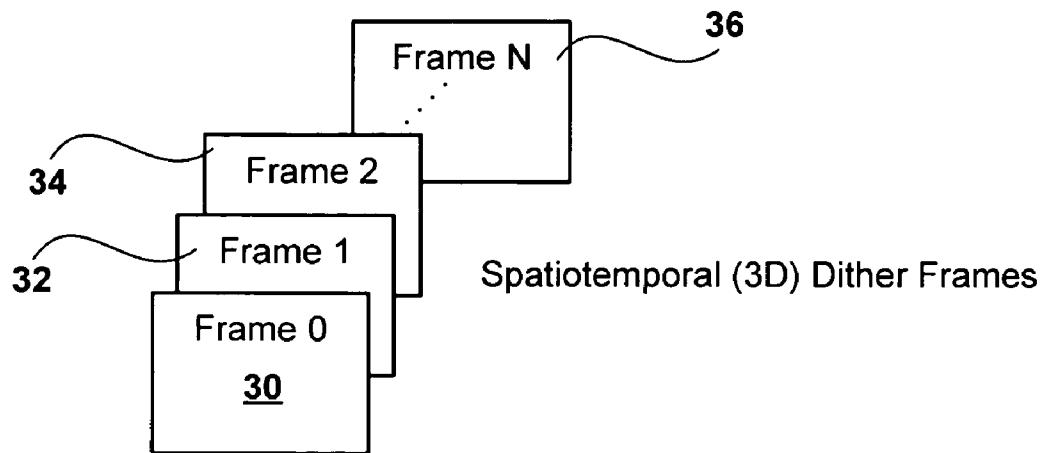 36
Frame N
34
Frame 2
32
Frame 1
Spatiotemporal (3D) Dither Frames
Frame 0
30